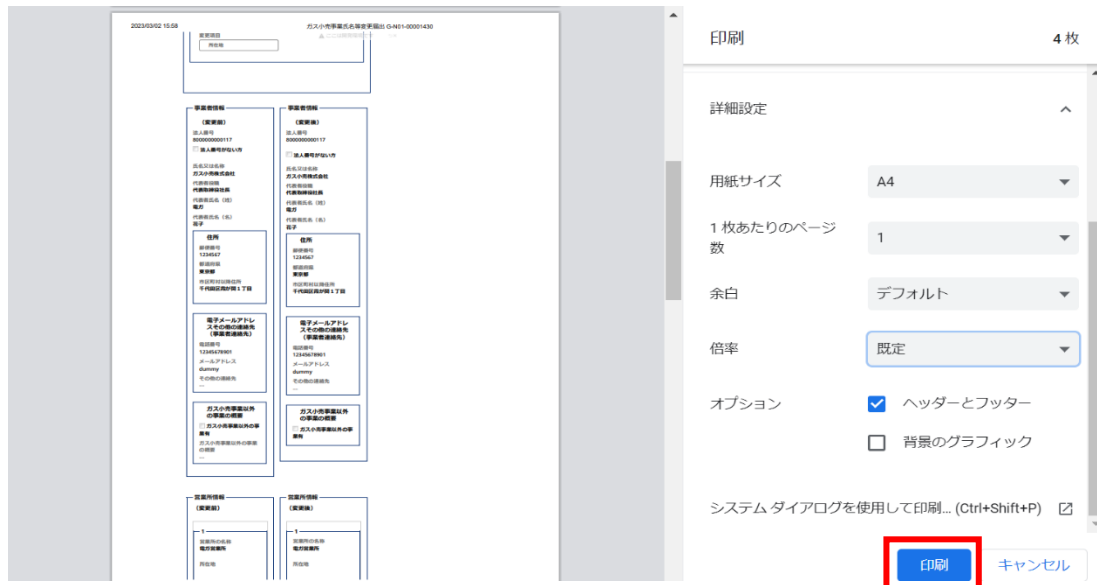 2023/03/02 15:58
ガス小売事業氏名等変更届出 G-N01-00001430
変更項目
所在地
事業者情報
（変更前）
法人番号
8000000000117
法人番号がない方
氏名又は名称
ガス小売株式会社
代表者役職
代表取締役社長
代表者氏名（姓）
電ガ
代表者氏名（名）
花子
住所
郵便番号
1234567
都道府県
東京都
市区町村以降住所
千代田区霞が関１丁目
電子メールアドレ
スその他の連絡先
（事業者連絡先）
電話番号
12345678901
メールアドレス
dummy
その他の連絡先
—
ガス小売事業以外
の事業の概要
ガス小売事業以外の事
業有
ガス小売事業以外の事業
の概要
—
事業者情報
（変更後）
法人番号
8000000000117
法人番号がない方
氏名又は名称
ガス小売株式会社
代表者役職
代表取締役社長
代表者氏名（姓）
電ガ
代表者氏名（名）
花子
住所
郵便番号
1234567
都道府県
東京都
市区町村以降住所
千代田区霞が関１丁目
電子メールアドレ
スその他の連絡先
（事業者連絡先）
電話番号
12345678901
メールアドレス
dummy
その他の連絡先
—
ガス小売事業以外
の事業の概要
ガス小売事業以外の事
業有
営業所情報
（変更前）
1
営業所の名称
電ガ営業所
所在地
営業所情報
（変更後）
1
営業所の名称
電ガ営業所
所在地
印刷
4 枚
詳細設定
用紙サイズ
A4
1 枚あたりのページ
数
1
余白
デフォルト
倍率
既定
オプション
ヘッダーとフッター
背景のグラフィック
システム ダイアログを使用して印刷... (Ctrl+Shift+P)
印刷
キャンセル